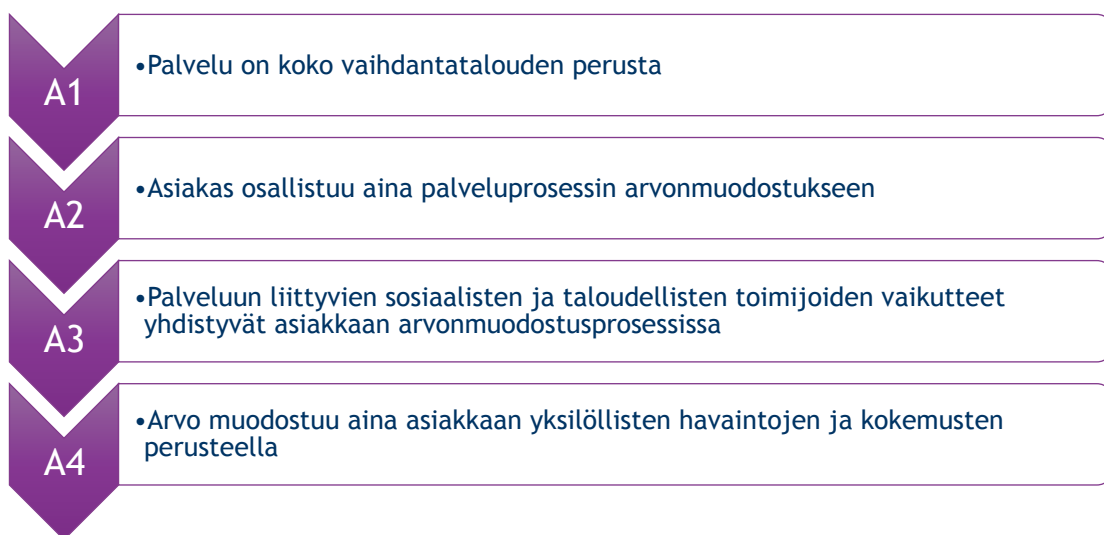 A1
•Palvelu on koko vaihdantatalouden perusta
A2
•Asiakas osallistuu aina palveluprosessin arvonmuodostukseen
A3
•Palveluun liittyvien sosiaalisten ja taloudellisten toimijoiden vaikutteet
yhdistyvät asiakkaan arvonmuodostusprosessissa
A4
•Arvo muodostuu aina asiakkaan yksilöllisten havaintojen ja kokemusten
perusteella